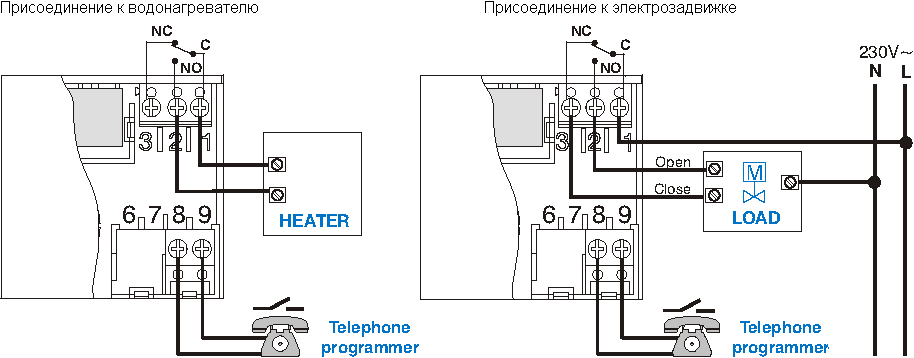 Присоединение к водонагревателю
NC
C
NO
3 2 1
HEATER
6 7 8 9
Telephone
programmer
Присоединение к электрозадвижке
NC
C
NO
230V~
N L
3 2 1
Open
Close
M
LOAD
6 7 8 9
Telephone
programmer